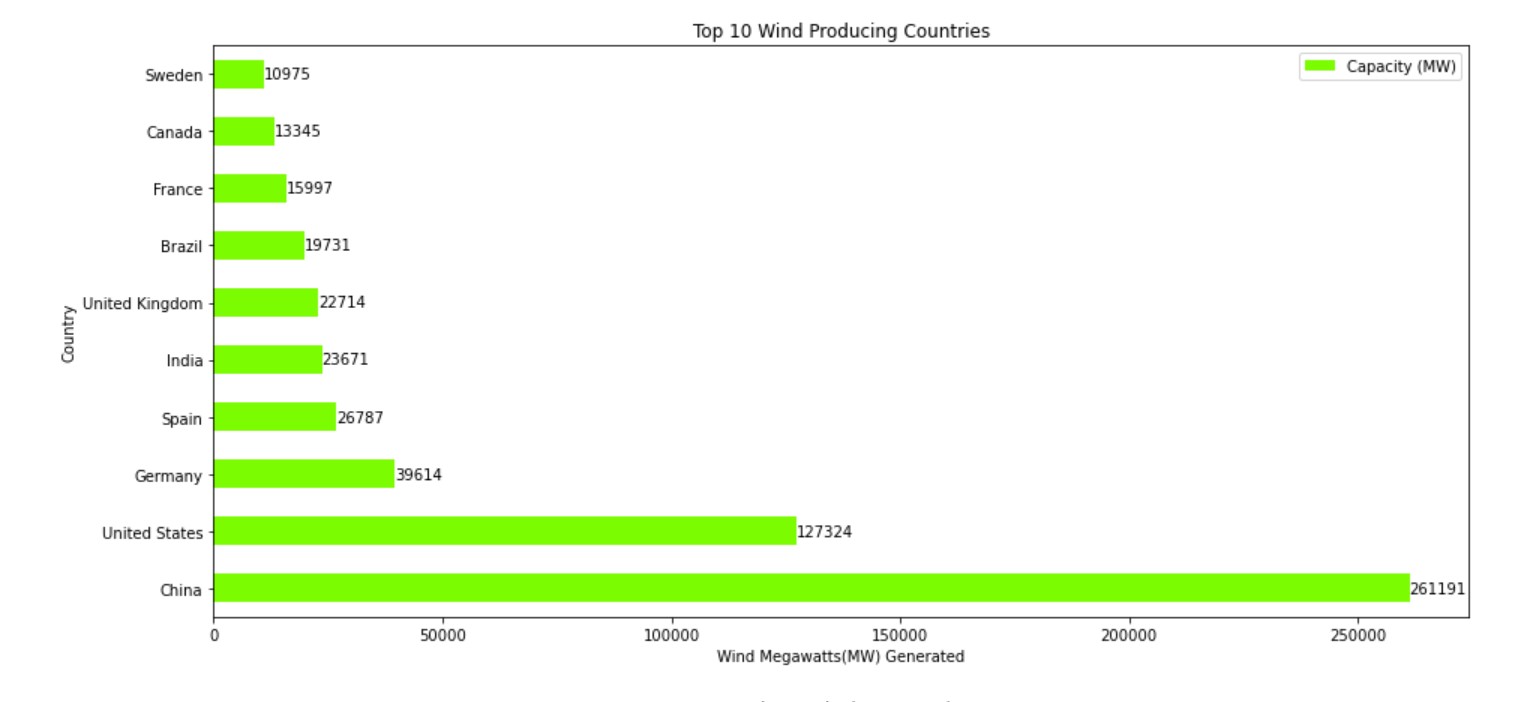 Top 10 Wind Producing Countries
Capacity (MW)
Sweden 10975
Canada 13345
France 15997
Brazil 19731
United Kingdom 22714
India 23671
Spain 26787
Germany 39614
United States 127324
China 261191
Country
0 50000 100000 150000 200000 250000
Wind Megawatts(MW) Generated